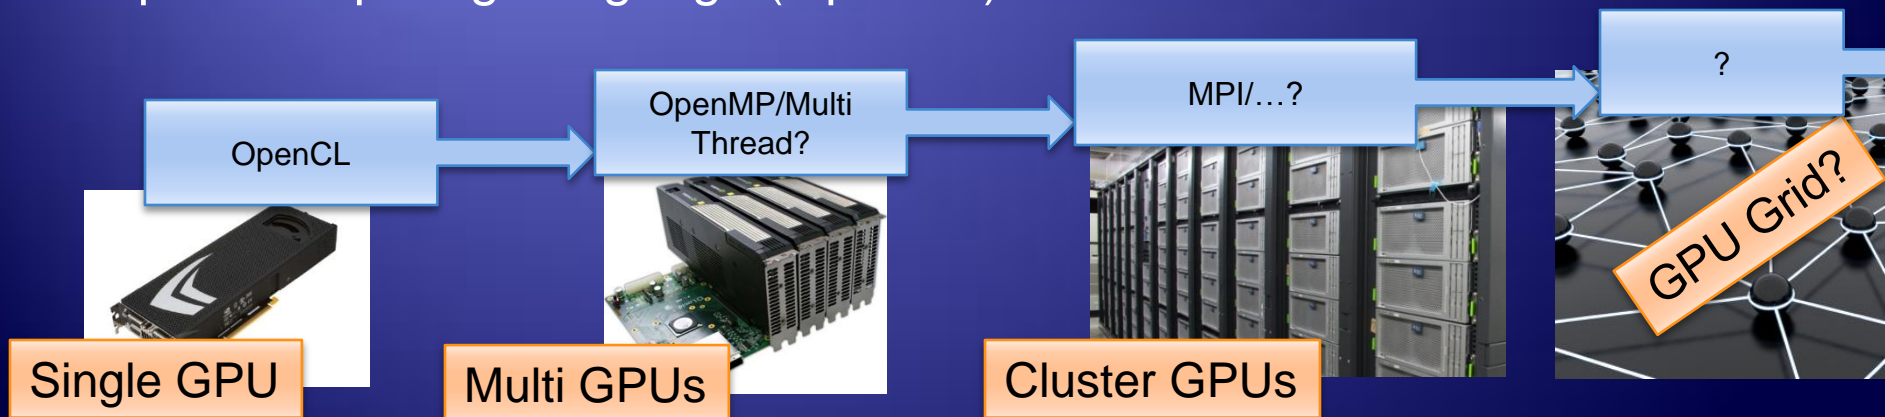 OpenCL
OpenMP/Multi
Thread?
MPI/…?
?
Single GPU
Multi GPUs
Cluster GPUs
GPU Grid?